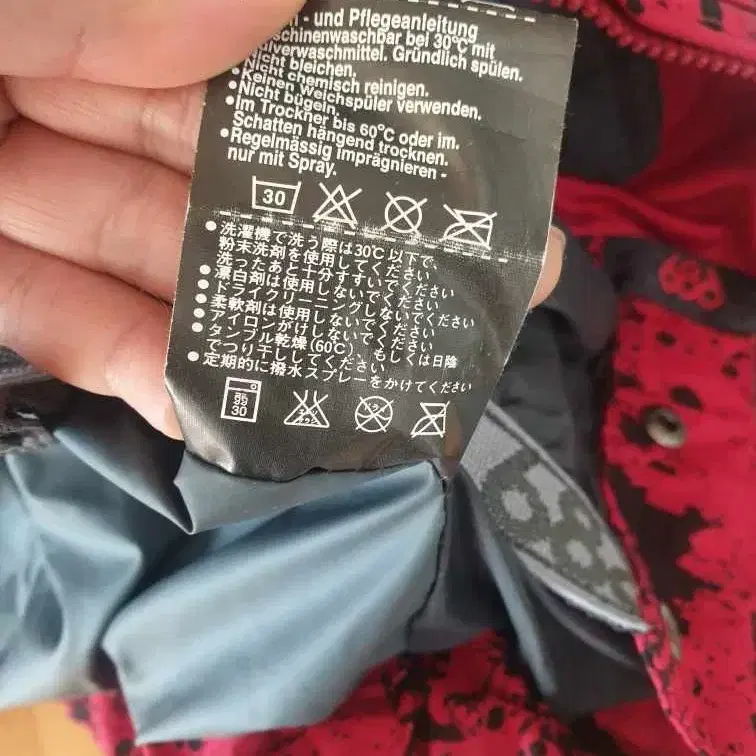 - und Pflegeanleitung
schinenwaschbar bei 30°C mit
ulverwaschmittel. Gründlich spülen.
Nicht bleichen.
•Nicht chemisch reinigen.
•Keinen Weichspüler verwenden.
•Nicht bügeln.
•Im Trockner bis 60°C oder im.
Schatten hängend trocknen.
•Regelmässig imprägnieren -
nur mit Spray.
30
●洗濯機で洗う際は30℃以下で、
粉末洗剤を使用してください
洗ったあと十分すすいでください
●漂白剤は使用しないでください
●ドライクリーニングしないでください
●柔軟剤は使用しないでください
●アイロンがけしないでください
●タンブル乾燥(60℃)、もしくは日陰
でつり干ししてください
●定期的に撥水スプレーをかけてください
30
686